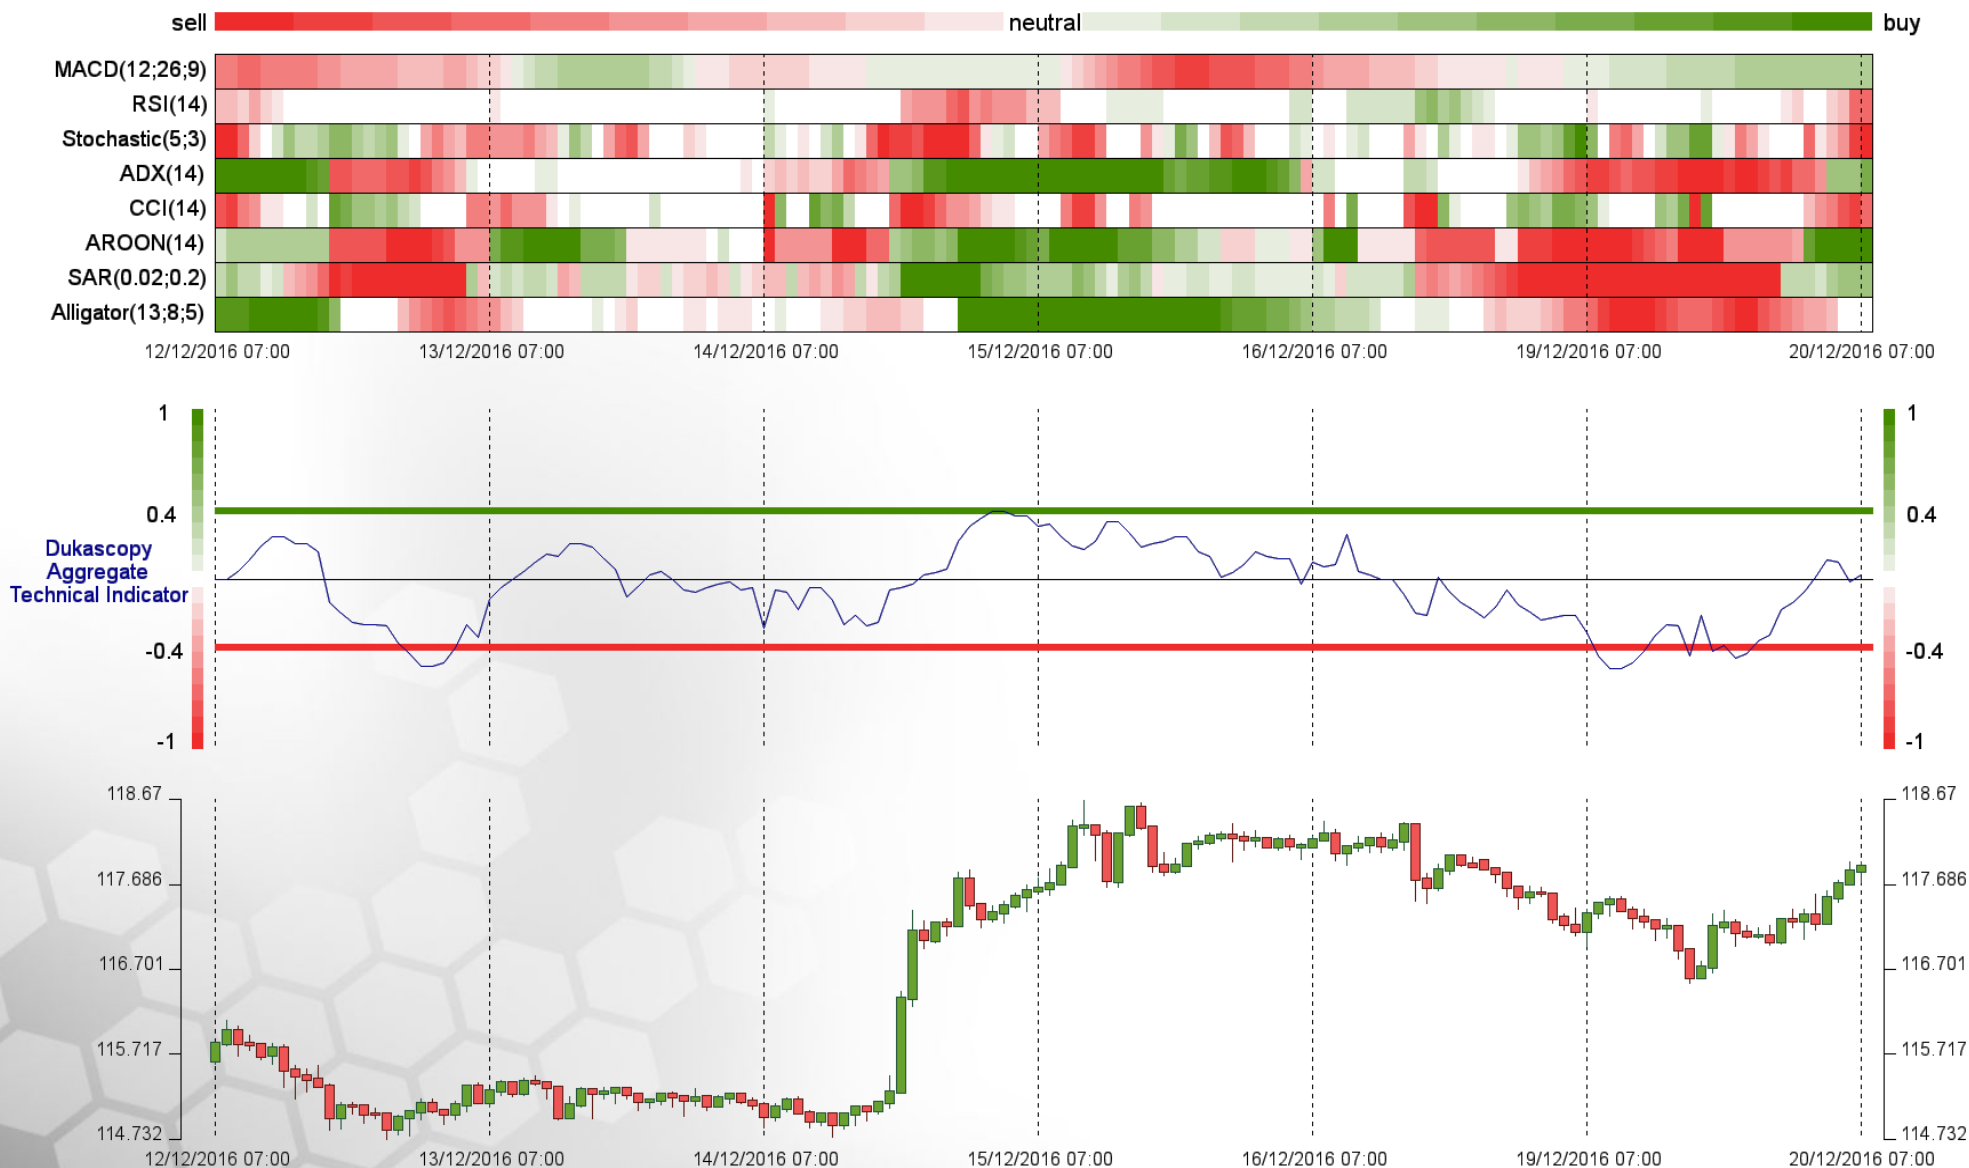 sell neutral buy
MACD(12;26;9)
RSI(14)
Stochastic(5;3)
ADX(14)
CCI(14)
AROON(14)
SAR(0.02;0.2)
Alligator(13;8;5)
12/12/2016 07:00 13/12/2016 07:00 14/12/2016 07:00 15/12/2016 07:00 16/12/2016 07:00 19/12/2016 07:00 20/12/2016 07:00
1 1
0.4 0.4
Dukascopy
Aggregate
Technical Indicator
-0.4 -0.4
-1 -1
118.67 118.67
117.686 117.686
116.701 116.701
115.717 115.717
114.732 114.732
12/12/2016 07:00 13/12/2016 07:00 14/12/2016 07:00 15/12/2016 07:00 16/12/2016 07:00 19/12/2016 07:00 20/12/2016 07:00